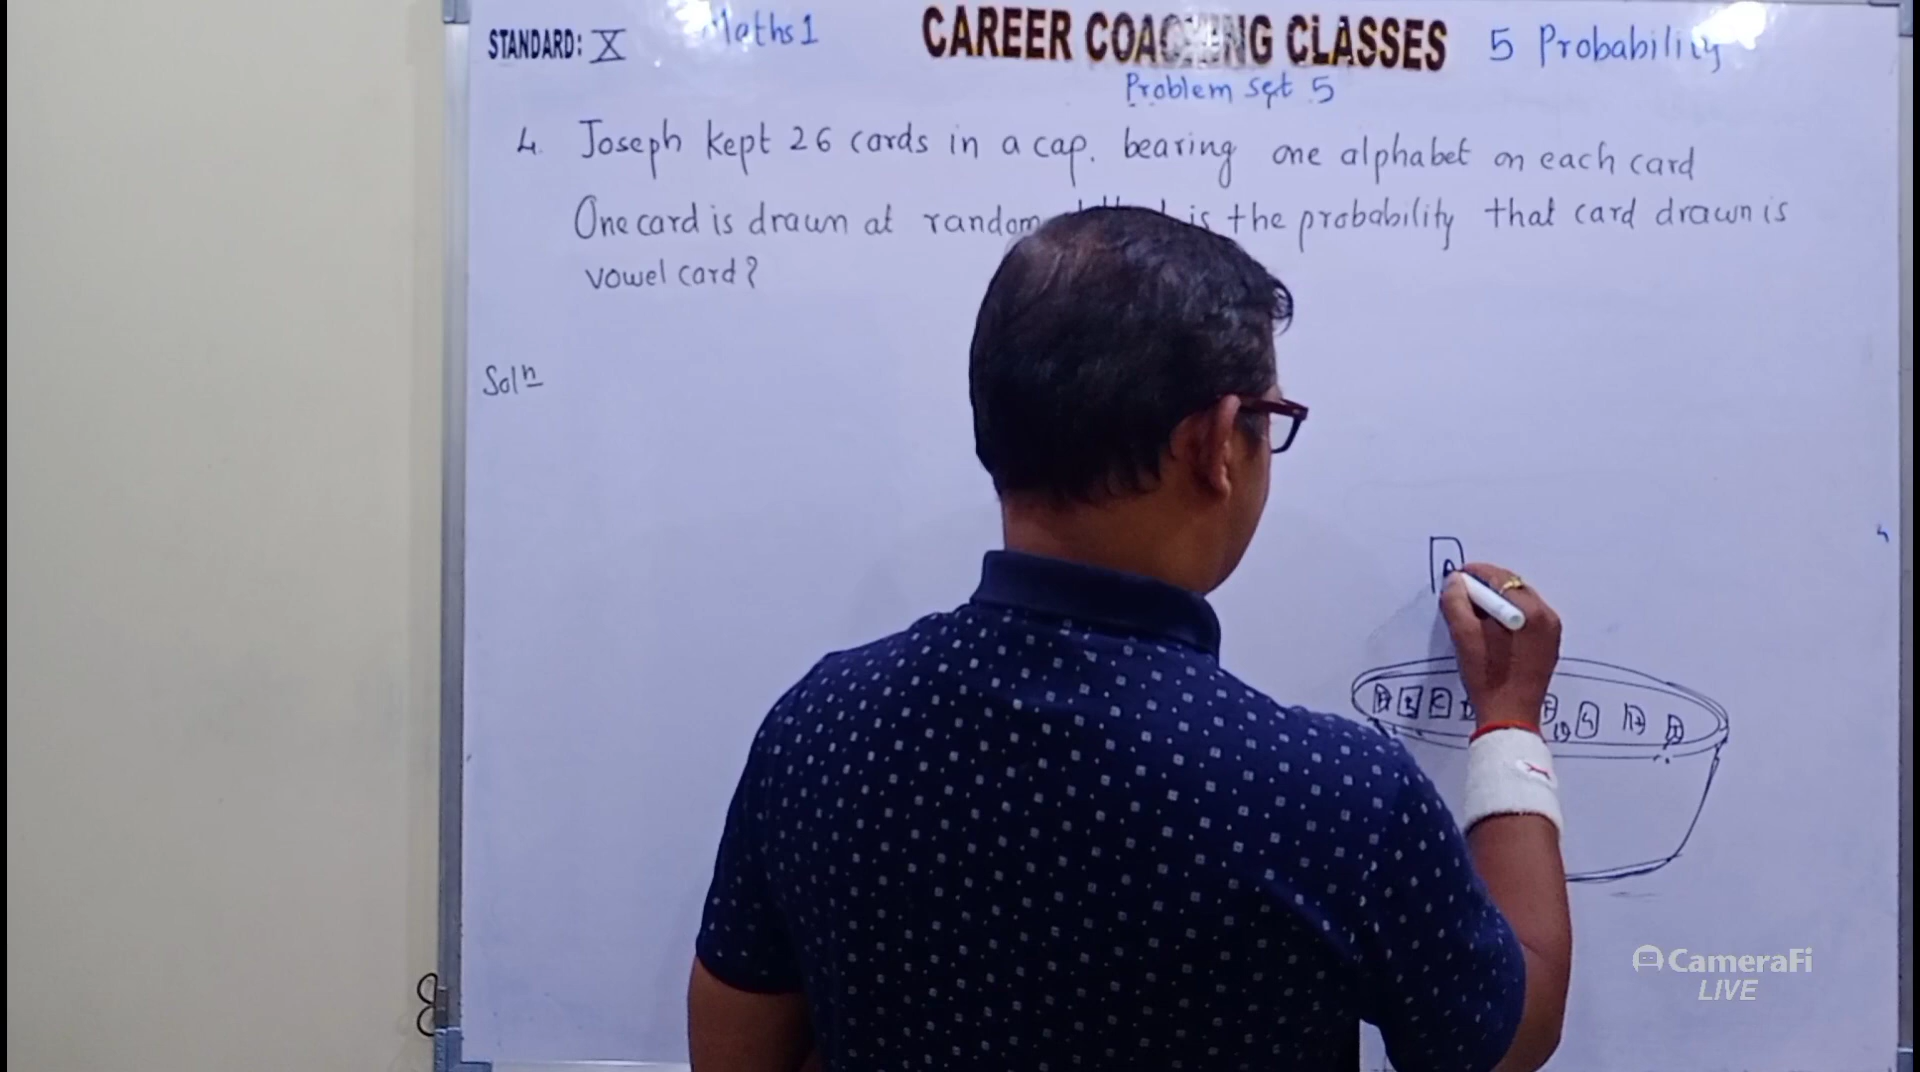 STANDARD: X Maths 1 CAREER COACHING CLASSES 5 Probability
Problem set 5
4. Joseph kept 26 cards in a cap. bearing one alphabet on each card
One card is drawn at random is the probability that card drawn is
vowel card?
Solⁿ
A
B C
CameraFi
LIVE